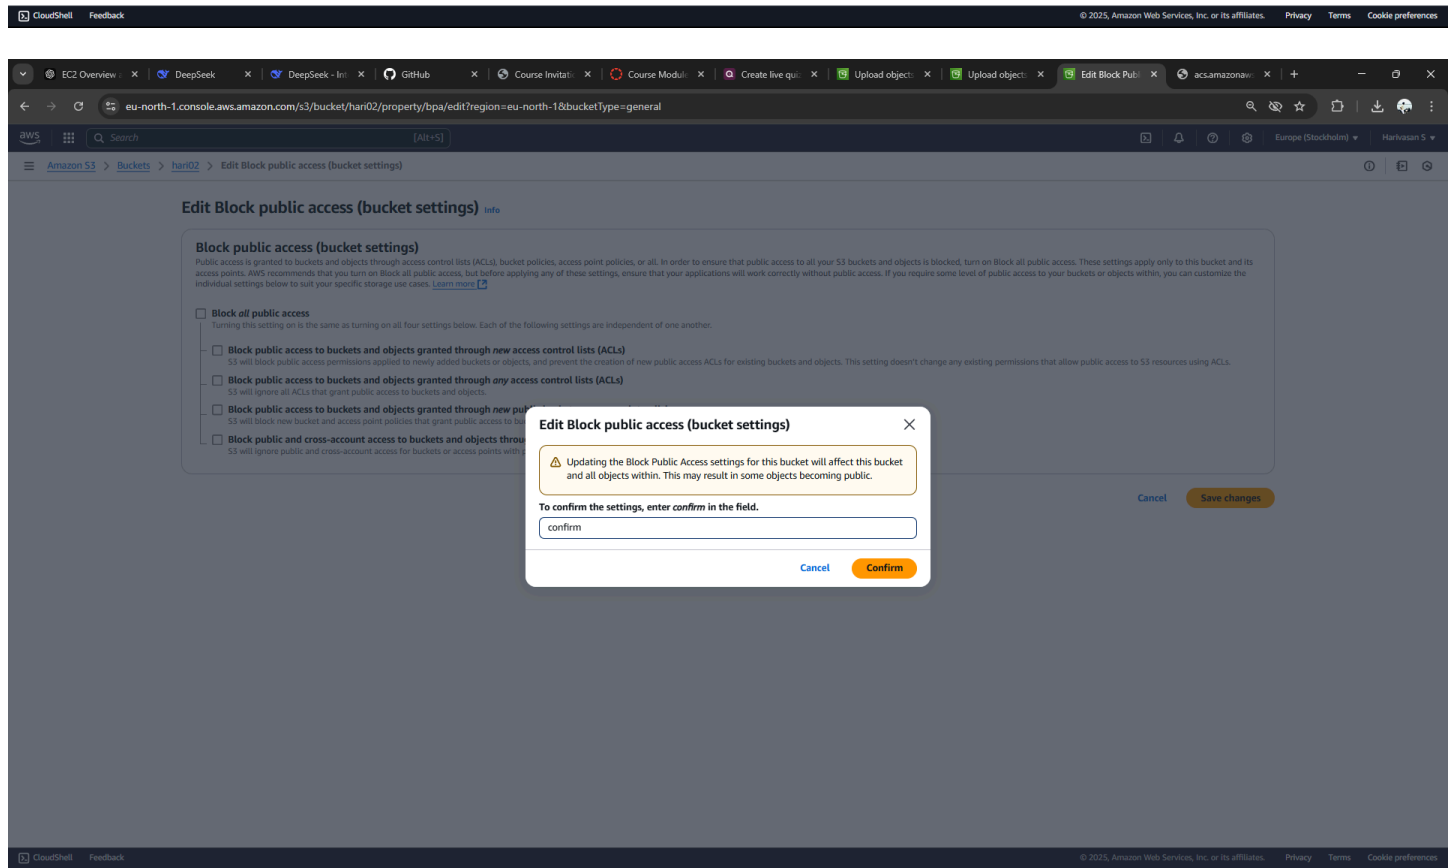 CloudShell Feedback © 2025, Amazon Web Services, Inc. or its affiliates. Privacy Terms Cookie preferences
EC2 Overview DeepSeek DeepSeek - Int GitHub Course Invitatio Course Module Create live quiz Upload objects Upload objects Edit Block Publ acs.amazonaws
eu-north-1.console.aws.amazon.com/s3/bucket/hari02/property/bpa/edit?region=eu-north-1&bucketType=general
aws Search [Alt+S] Europe (Stockholm) Harivasan S
Amazon S3 > Buckets > hari02 > Edit Block public access (bucket settings)
Edit Block public access (bucket settings) Info
Block public access (bucket settings)
Public access is granted to buckets and objects through access control lists (ACLs), bucket policies, access point policies, or all. In order to ensure that public access to all your S3 buckets and objects is blocked, turn on Block all public access. These settings apply only to this bucket and its
access points. AWS recommends that you turn on Block all public access, but before applying any of these settings, ensure that your applications will work correctly without public access. If you require some level of public access to your buckets or objects within, you can customize the
individual settings below to suit your specific storage use cases. Learn more
Block all public access
Turning this setting on is the same as turning on all four settings below. Each of the following settings are independent of one another.
Block public access to buckets and objects granted through new access control lists (ACLs)
S3 will block public access permissions applied to newly added buckets or objects, and prevent the creation of new public access ACLs for existing buckets and objects. This setting doesn't change any existing permissions that allow public access to S3 resources using ACLs.
Block public access to buckets and objects granted through any access control lists (ACLs)
S3 will ignore all ACLs that grant public access to buckets and objects.
Block public access to buckets and objects granted through new pub
S3 will block new bucket and access point policies that grant public access to bu
Block public and cross-account access to buckets and objects throu
S3 will ignore public and cross-account access for buckets or access points with p
Edit Block public access (bucket settings)
Updating the Block Public Access settings for this bucket will affect this bucket
and all objects within. This may result in some objects becoming public.
To confirm the settings, enter confirm in the field.
confirm
Cancel Confirm
Cancel Save changes
CloudShell Feedback © 2025, Amazon Web Services, Inc. or its affiliates. Privacy Terms Cookie preferences